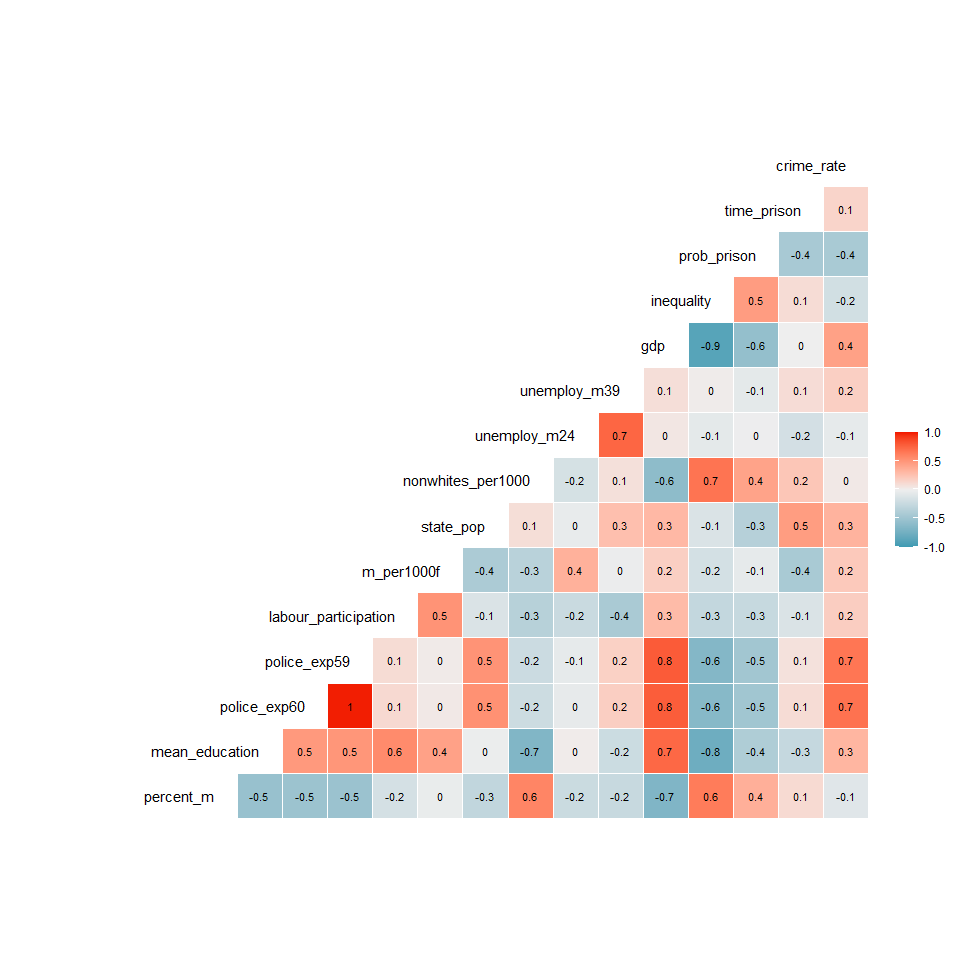 crime_rate
time_prison 0.1
prob_prison -0.4 -0.4
inequality 0.5 0.1 -0.2
gdp -0.9 -0.6 0 0.4
unemploy_m39 0.1 0 -0.1 0.1 0.2
unemploy_m24 0.7 0 -0.1 0 -0.2 -0.1
nonwhites_per1000 -0.2 0.1 -0.6 0.7 0.4 0.2 0
state_pop 0.1 0 0.3 0.3 -0.1 -0.3 0.5 0.3
m_per1000f -0.4 -0.3 0.4 0 0.2 -0.2 -0.1 -0.4 0.2
labour_participation 0.5 -0.1 -0.3 -0.2 -0.4 0.3 -0.3 -0.3 -0.1 0.2
police_exp59 0.1 0 0.5 -0.2 -0.1 0.2 0.8 -0.6 -0.5 0.1 0.7
police_exp60 1 0.1 0 0.5 -0.2 0 0.2 0.8 -0.6 -0.5 0.1 0.7
mean_education 0.5 0.5 0.6 0.4 0 -0.7 0 -0.2 0.7 -0.8 -0.4 -0.3 0.3
percent_m -0.5 -0.5 -0.5 -0.2 0 -0.3 0.6 -0.2 -0.2 -0.7 0.6 0.4 0.1 -0.1
1.0
0.5
0.0
-0.5
-1.0